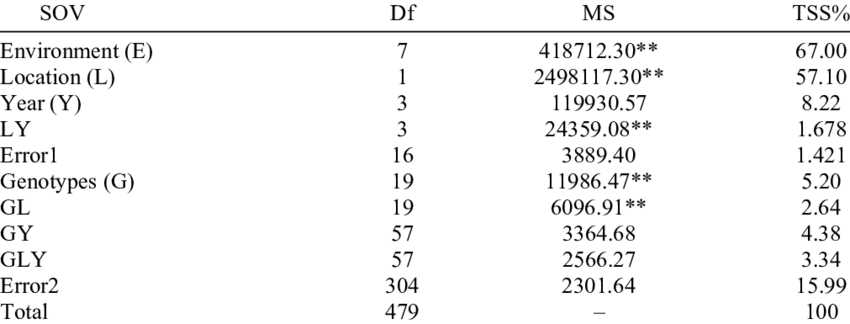 SOV Df MS TSS%
Environment (E) 7 418712.30** 67.00
Location (L) 1 2498117.30** 57.10
Year (Y) 3 119930.57 8.22
LY 3 24359.08** 1.678
Error1 16 3889.40 1.421
Genotypes (G) 19 11986.47** 5.20
GL 19 6096.91** 2.64
GY 57 3364.68 4.38
GLY 57 2566.27 3.34
Error2 304 2301.64 15.99
Total 479 – 100